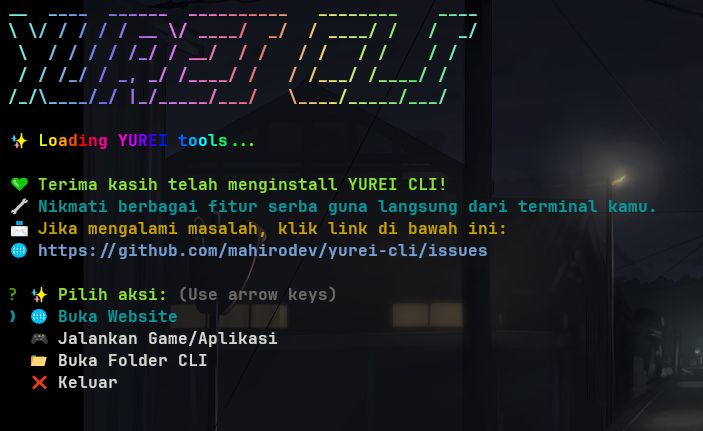 YUREI CLI
✨ Loading YUREI tools...
💚 Terima kasih telah menginstall YUREI CLI!
🔧 Nikmati berbagai fitur serba guna langsung dari terminal kamu.
📨 Jika mengalami masalah, klik link di bawah ini:
🌐 https://github.com/mahirodev/yurei-cli/issues
? ✨ Pilih aksi: (Use arrow keys)
❯ 🌐 Buka Website
🎮 Jalankan Game/Aplikasi
📂 Buka Folder CLI
❌ Keluar